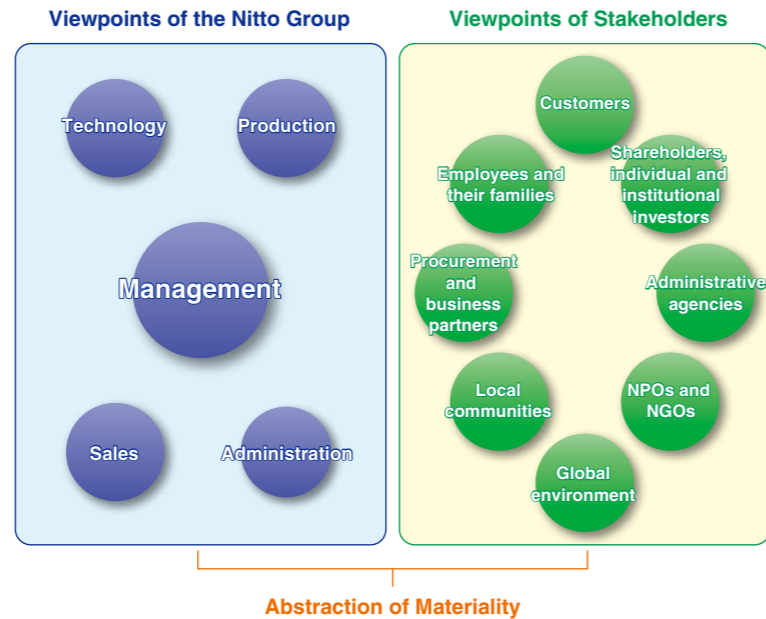 Viewpoints of the Nitto Group
Technology
Production
Management
Sales
Administration
Viewpoints of Stakeholders
Customers
Employees and
their families
Shareholders,
individual and
institutional
investors
Procurement
and
business
partners
Administrative
agencies
Local
communities
NPOs and
NGOs
Global
environment
Abstraction of Materiality